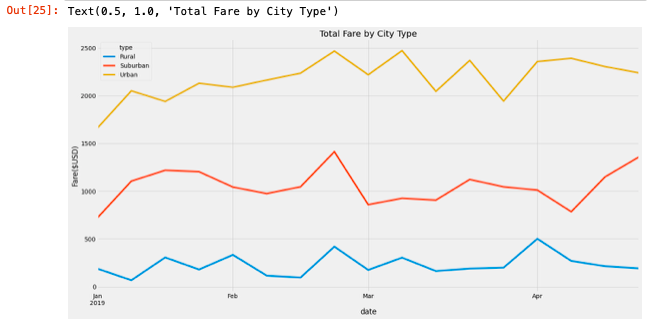 Out[25]: Text(0.5, 1.0, 'Total Fare by City Type')
Total Fare by City Type
type
Rural
Suburban
Urban
2500
2000
1500
1000
500
0
Fare($USD)
Jan
2019
Feb
Mar
Apr
date